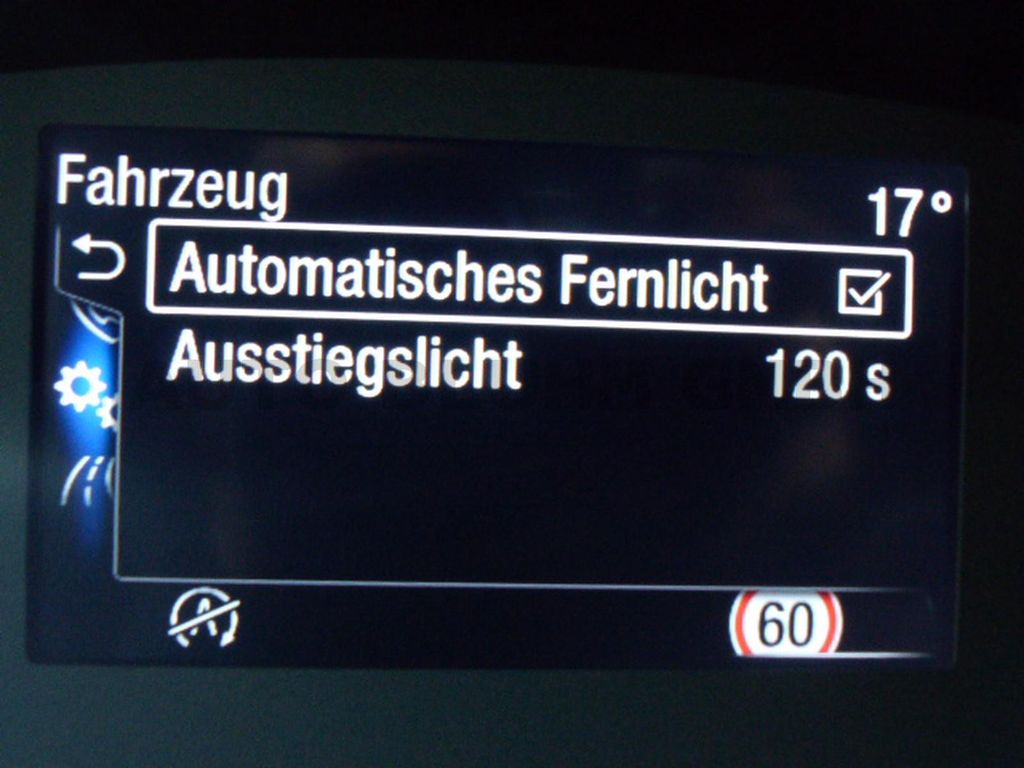 Fahrzeug
17°
Automatisches Fernlicht
Ausstiegslicht 120 s
A
60